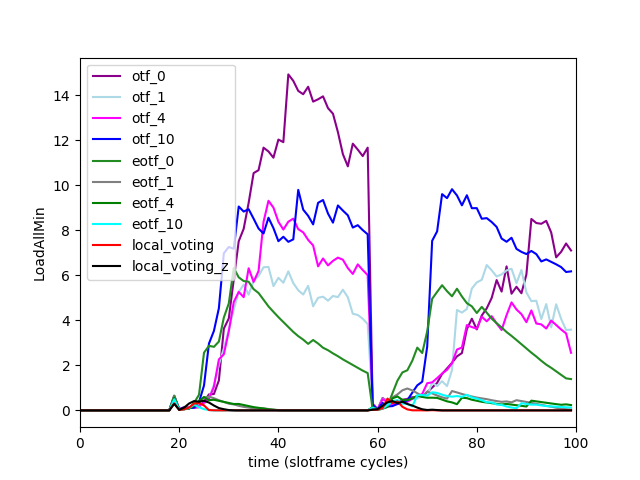 LoadAllMin
14
12
10
8
6
4
2
0
otf_0
otf_1
otf_4
otf_10
eotf_0
eotf_1
eotf_4
eotf_10
local_voting
local_voting_z
0 20 40 60 80 100
time (slotframe cycles)